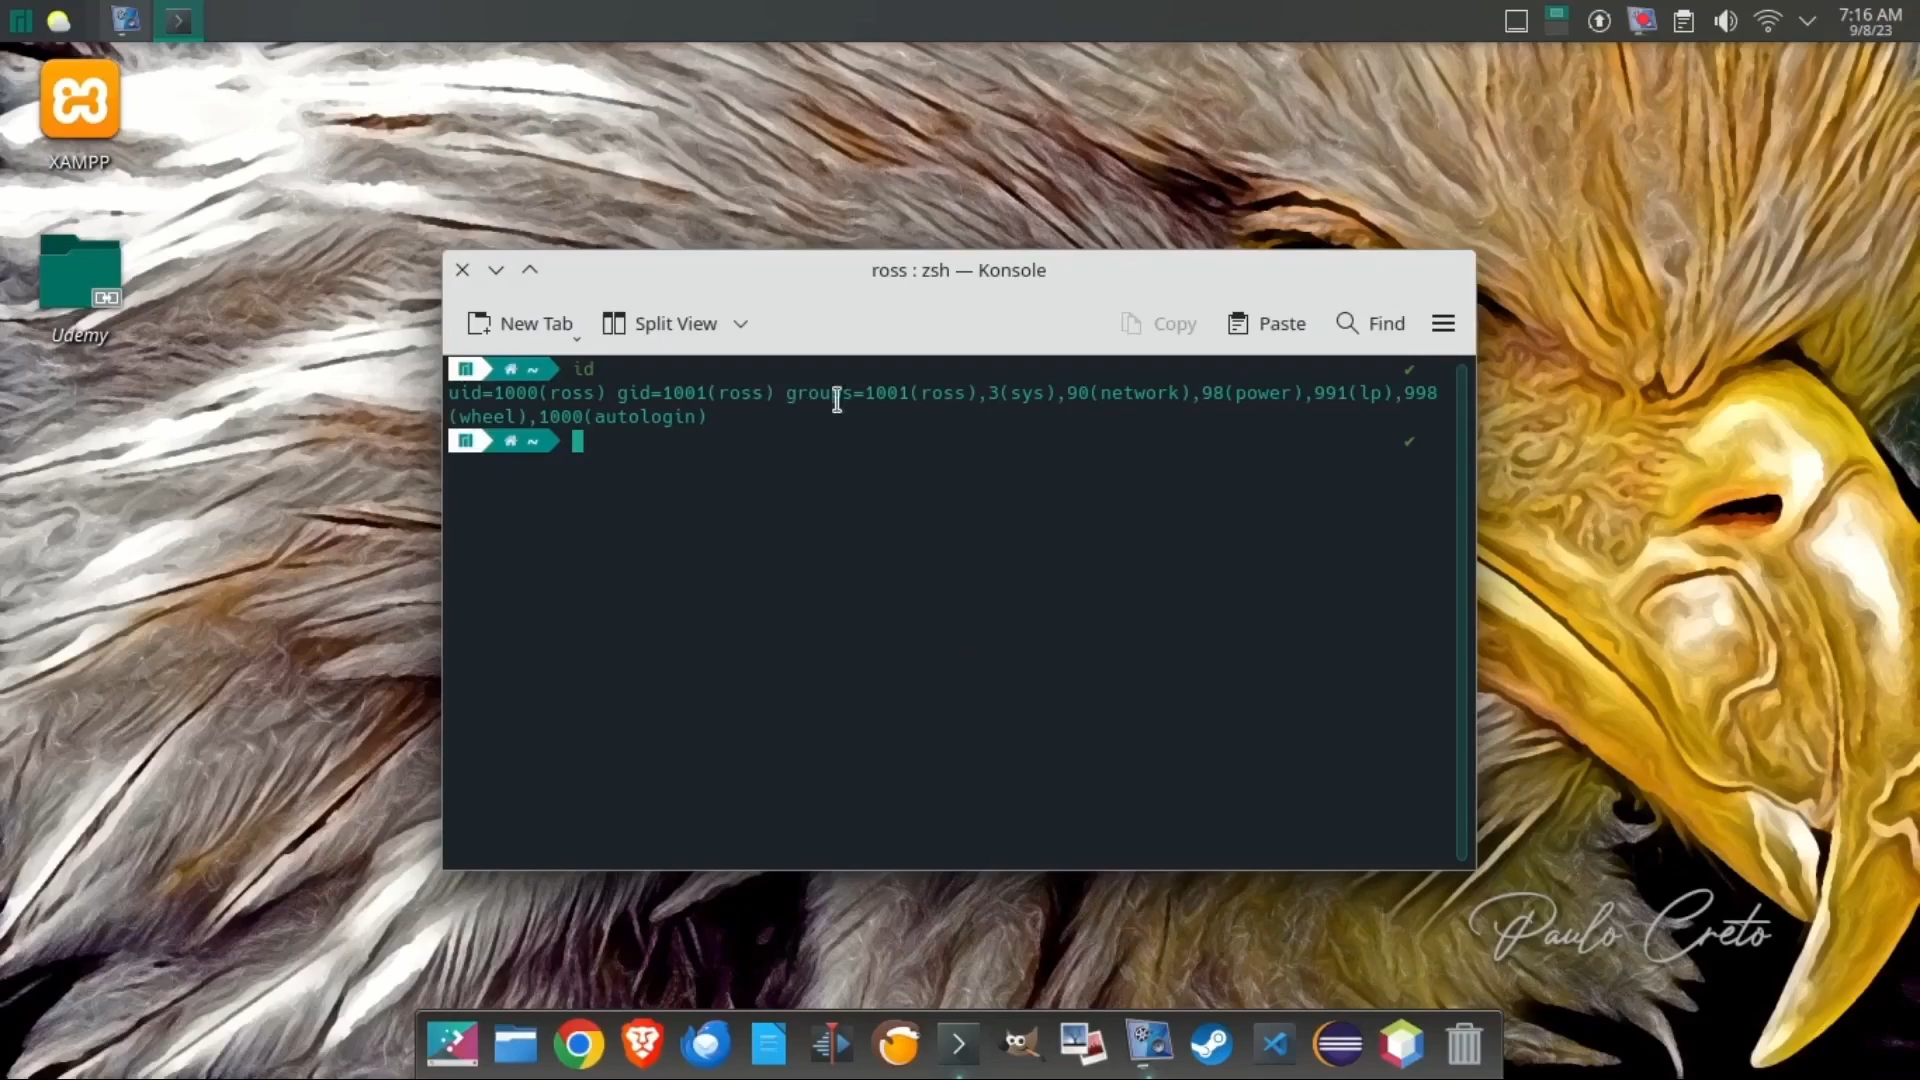 7:16 AM
9/8/23
XAMPP
Udemy
ross : zsh — Konsole
New Tab Split View Copy Paste Find
~ id
uid=1000(ross) gid=1001(ross) groups=1001(ross),3(sys),90(network),98(power),991(lp),998
(wheel),1000(autologin)
~
Paulo Creto